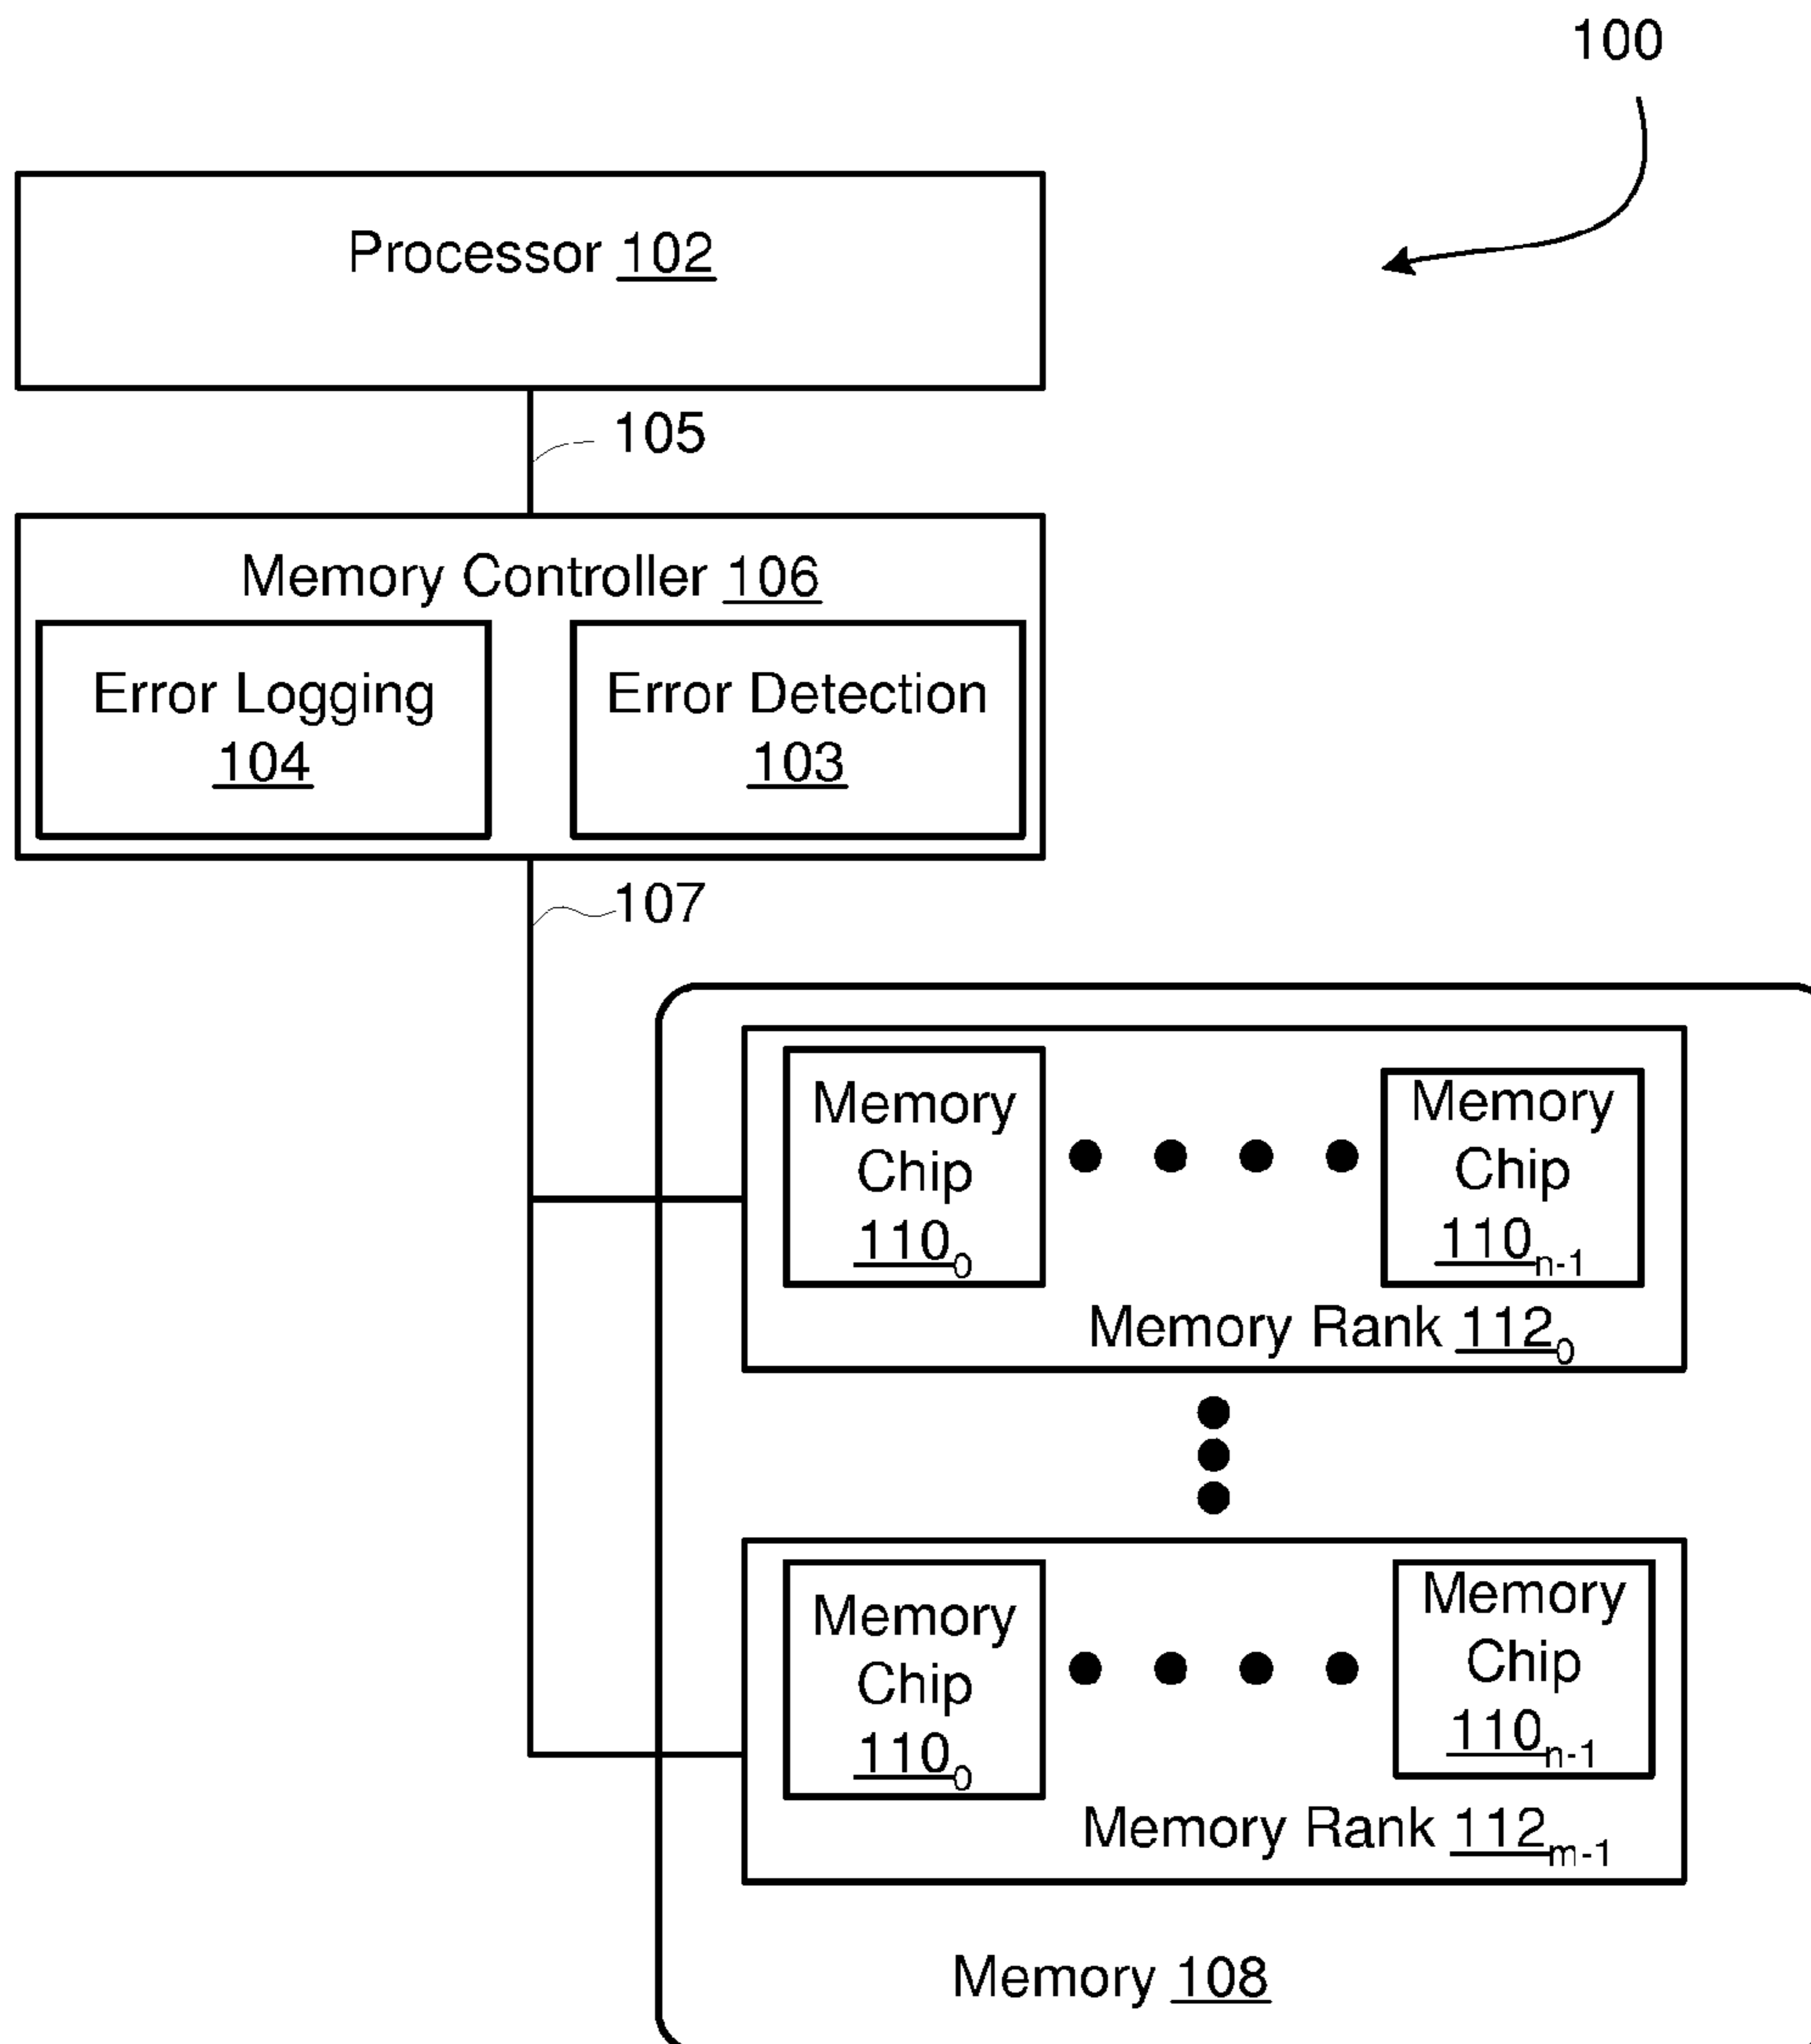 100
Processor 102
105
Memory Controller 106
Error Logging
104
Error Detection
103
107
Memory
Chip
110₀
Memory
Chip
110ₙ₋₁
Memory Rank 112₀
Memory
Chip
110₀
Memory
Chip
110ₙ₋₁
Memory Rank 112ₘ₋₁
Memory 108